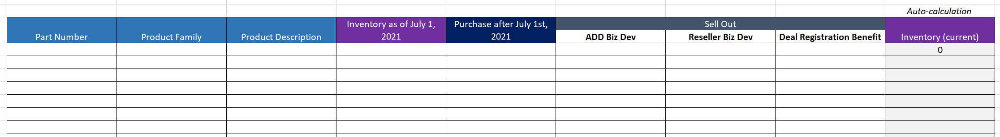 Auto-calculation
Part Number
Product Family
Product Description
Inventory as of July 1,
2021
Purchase after July 1st,
2021
Sell Out
ADD Biz Dev
Reseller Biz Dev
Deal Registration Benefit
Inventory (current)
0